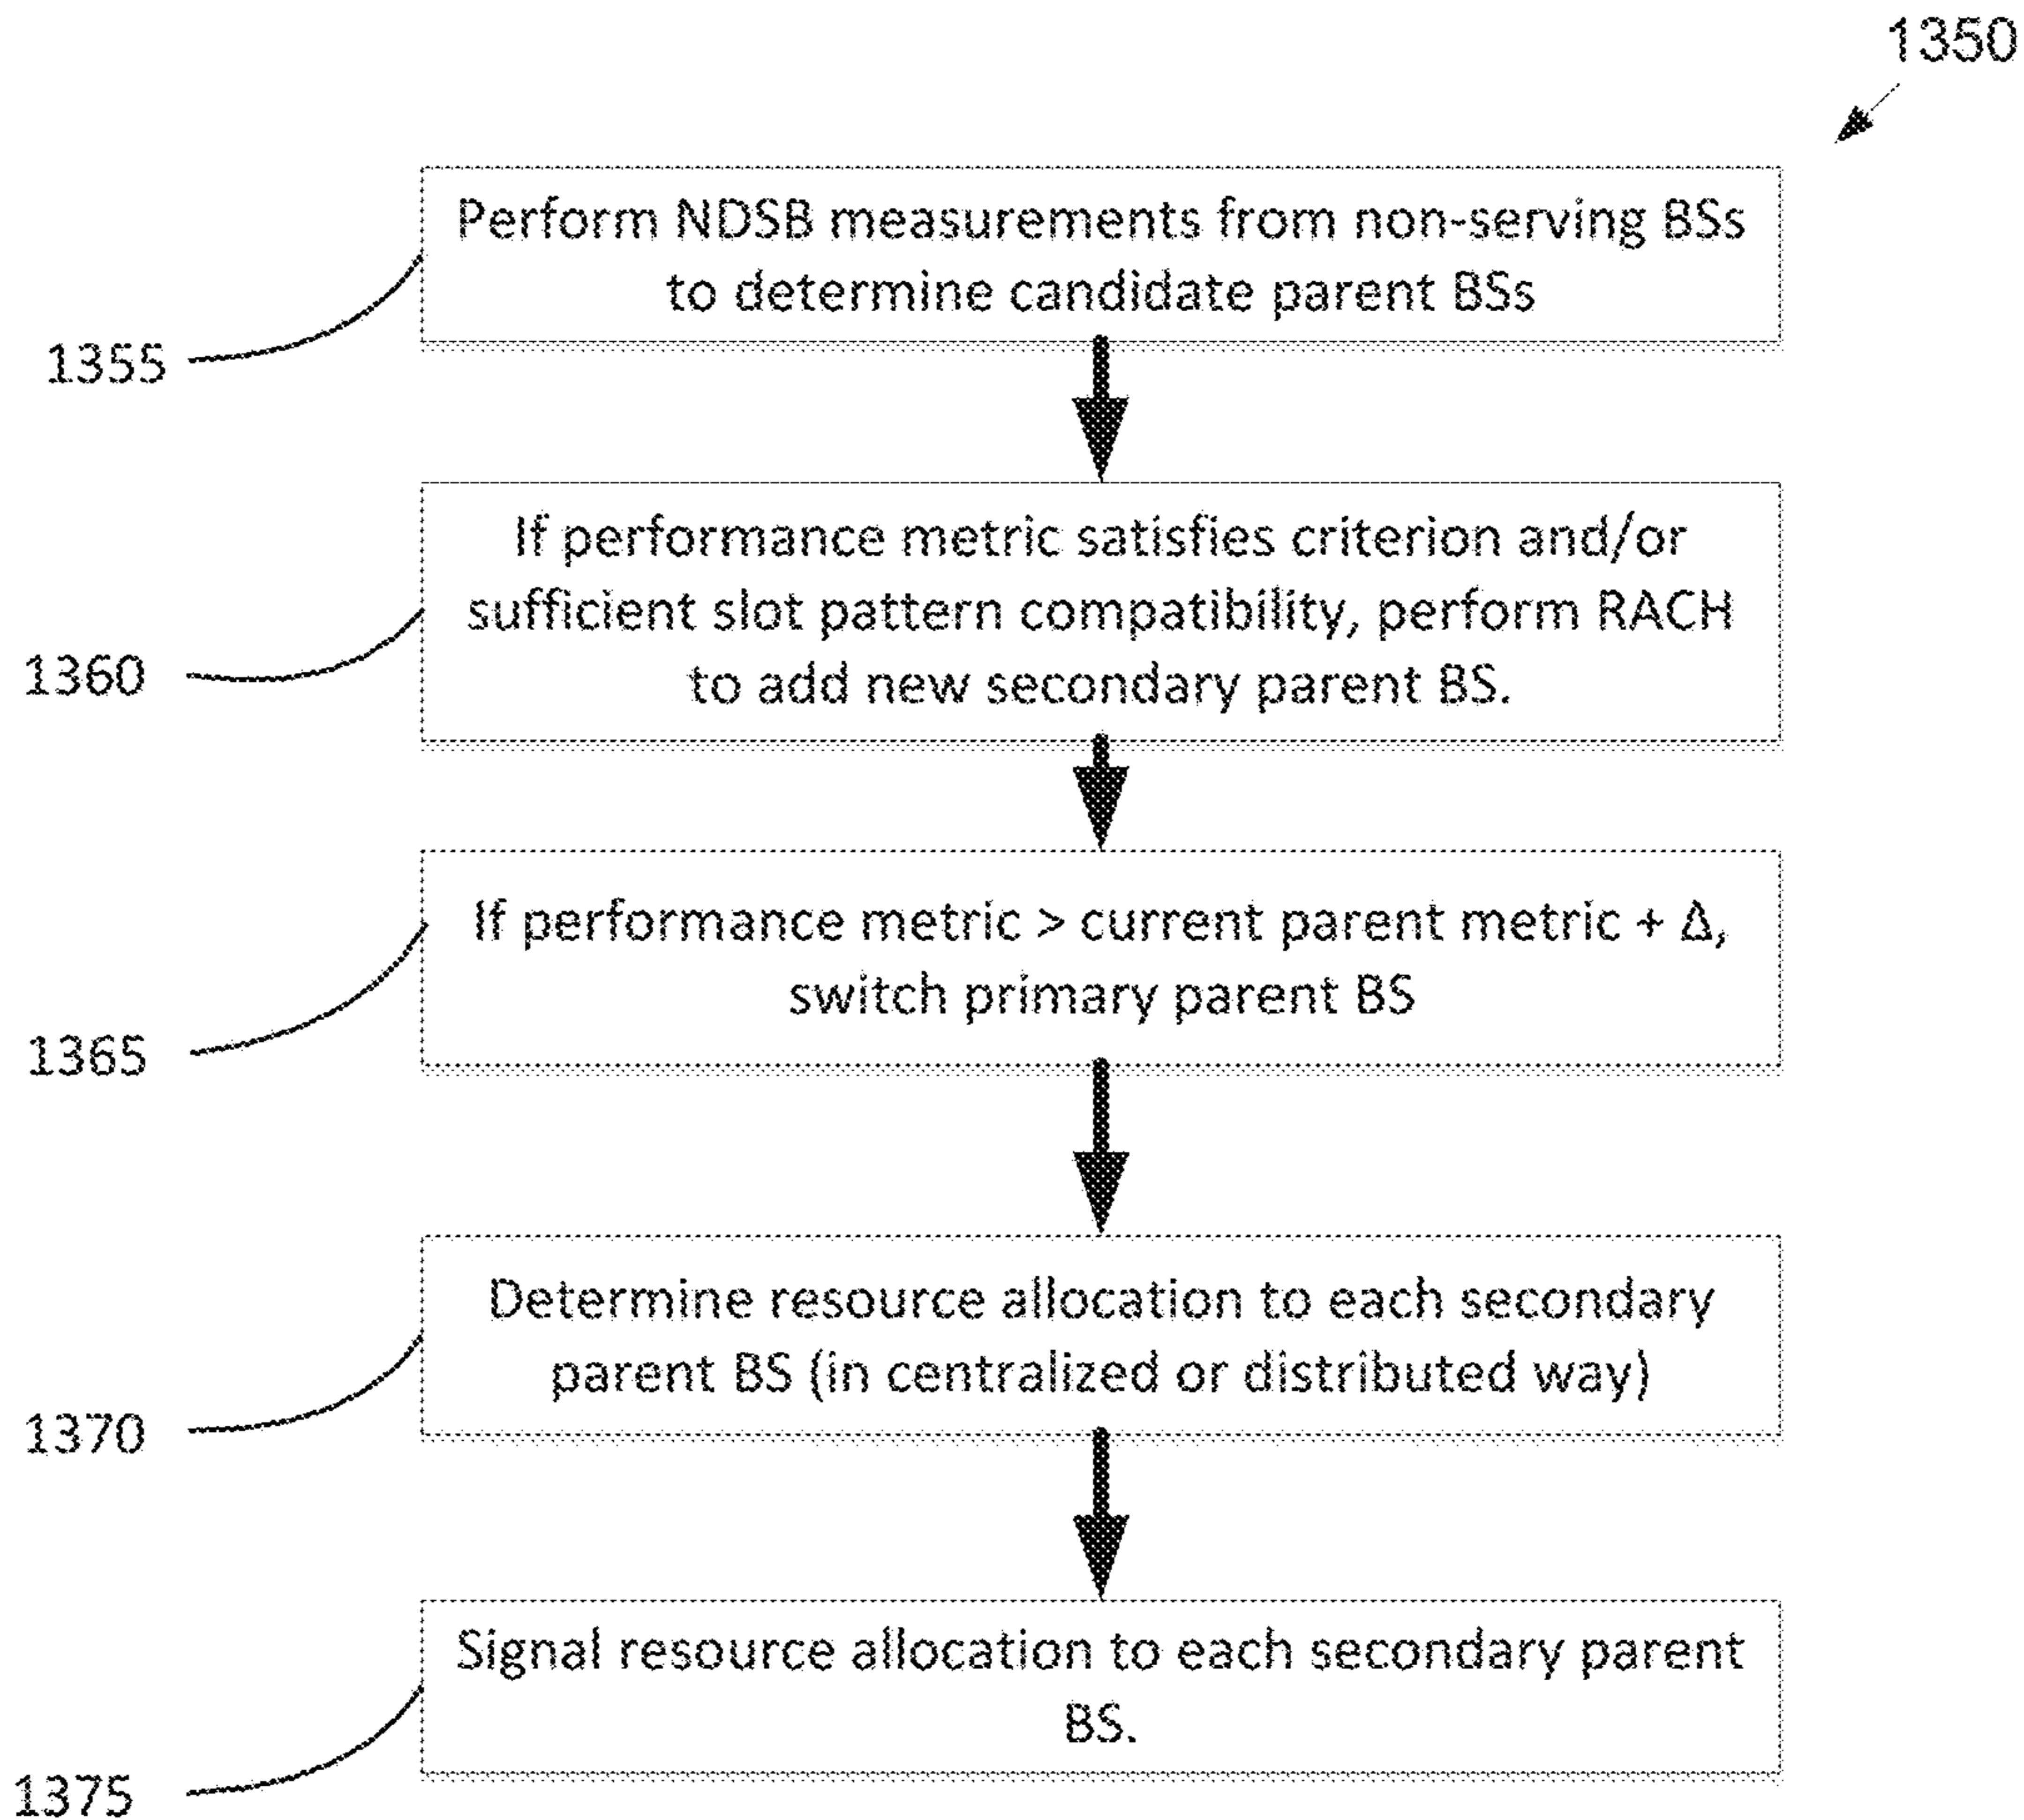 1350
Perform NDSB measurements from non-serving BSs
to determine candidate parent BSs
1355
If performance metric satisfies criterion and/or
sufficient slot pattern compatibility, perform RACH
to add new secondary parent BS.
1360
If performance metric > current parent metric + Δ,
switch primary parent BS
1365
Determine resource allocation to each secondary
parent BS (in centralized or distributed way)
1370
Signal resource allocation to each secondary parent
BS.
1375